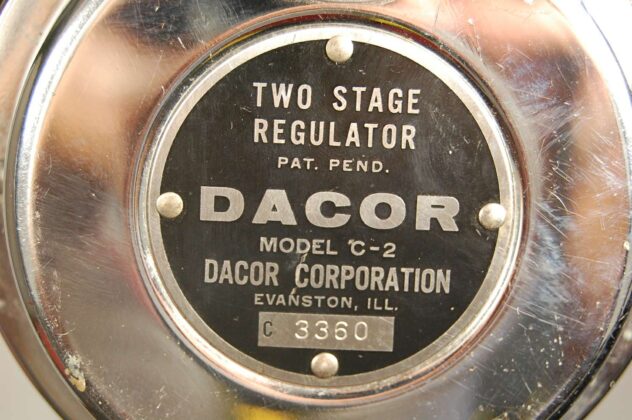 TWO STAGE
REGULATOR
PAT. PEND.
DACOR
MODEL C-2
DACOR CORPORATION
EVANSTON, ILL.
C 3360